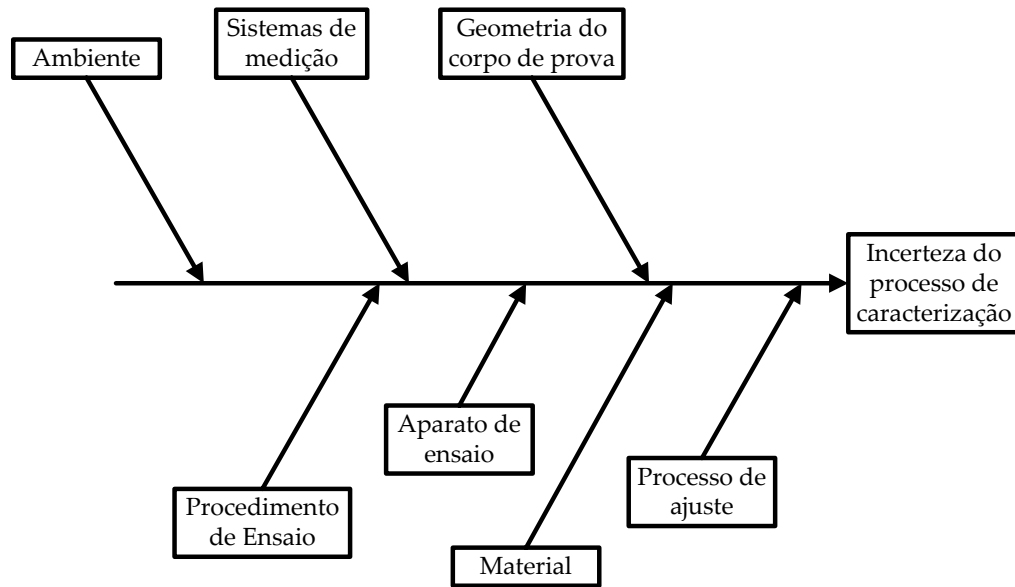 Ambiente
Sistemas de
medição
Geometria do
corpo de prova
Incerteza do
processo de
caracterização
Procedimento
de Ensaio
Aparato de
ensaio
Material
Processo de
ajuste